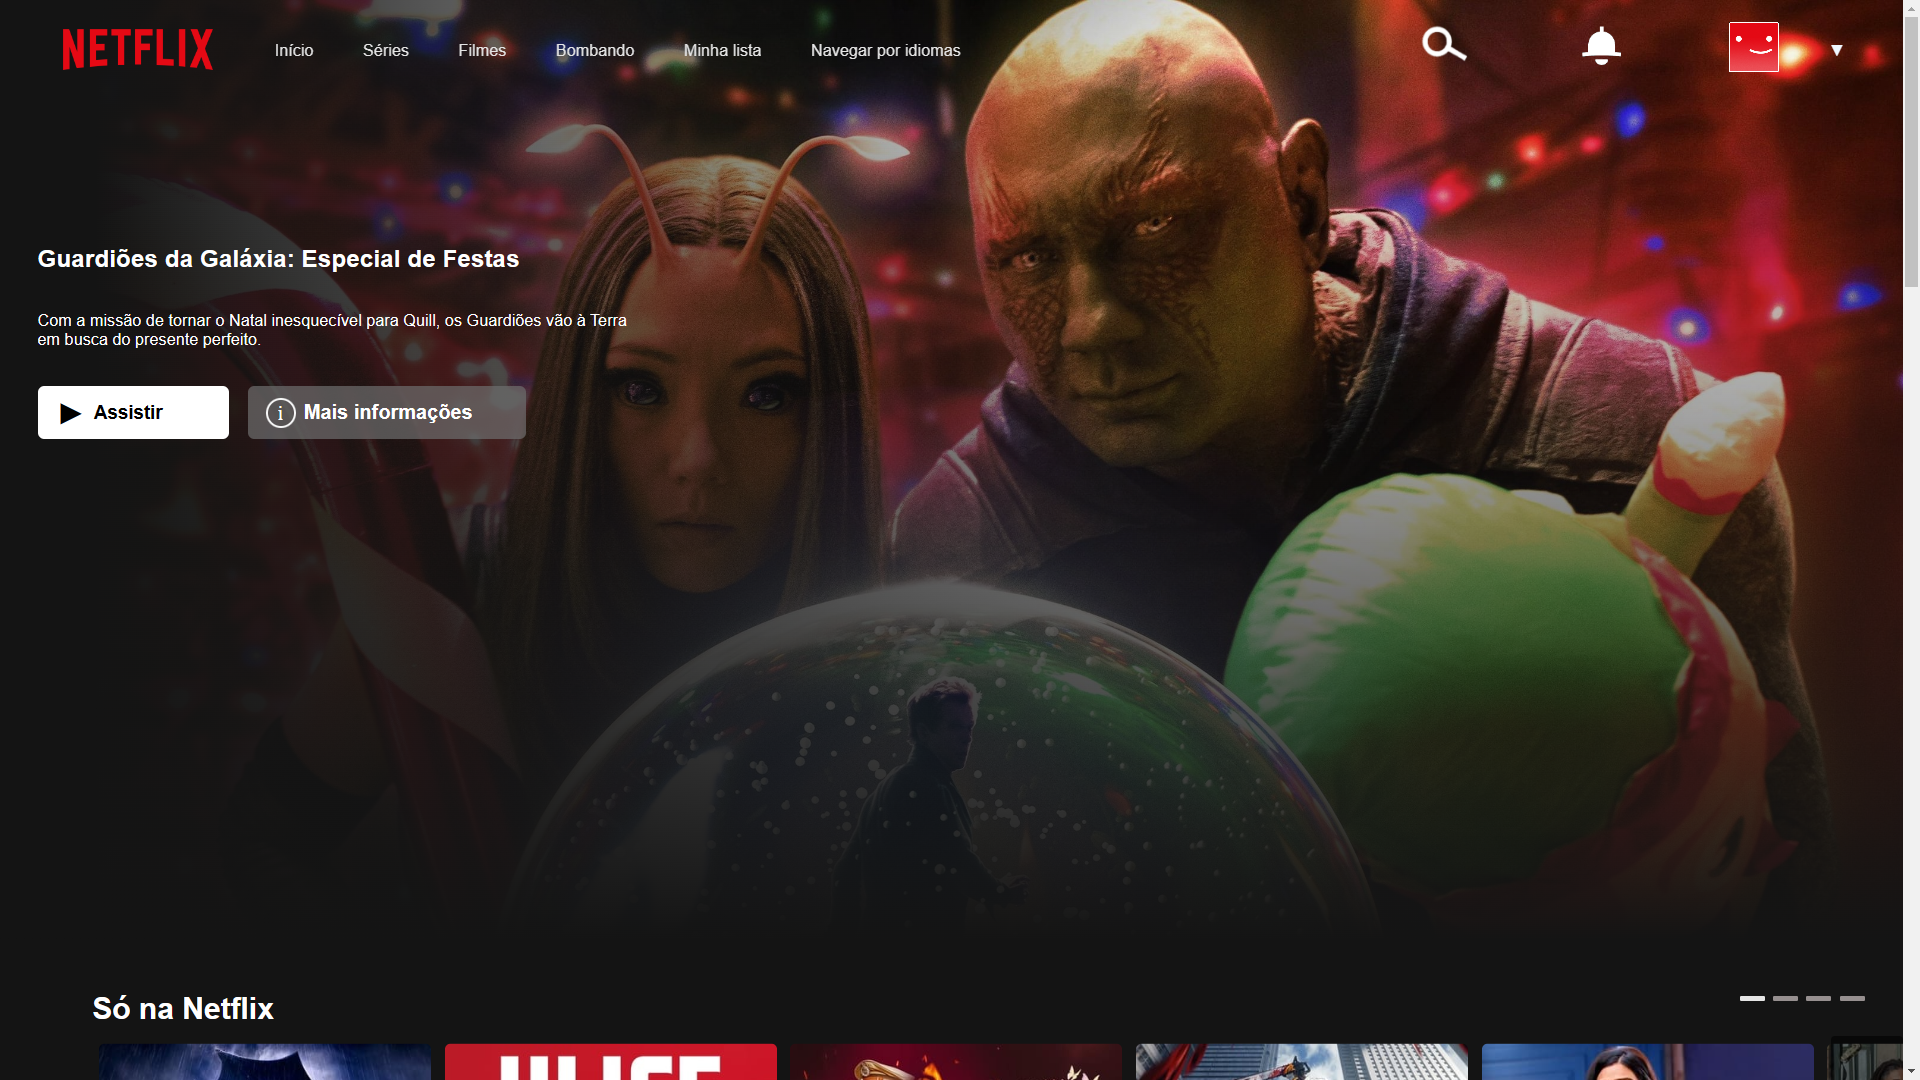 NETFLIX
Início
Séries
Filmes
Bombando
Minha lista
Navegar por idiomas
Guardiões da Galáxia: Especial de Festas
Com a missão de tornar o Natal inesquecível para Quill, os Guardiões vão à Terra
em busca do presente perfeito.
Assistir
i Mais informações
Só na Netflix